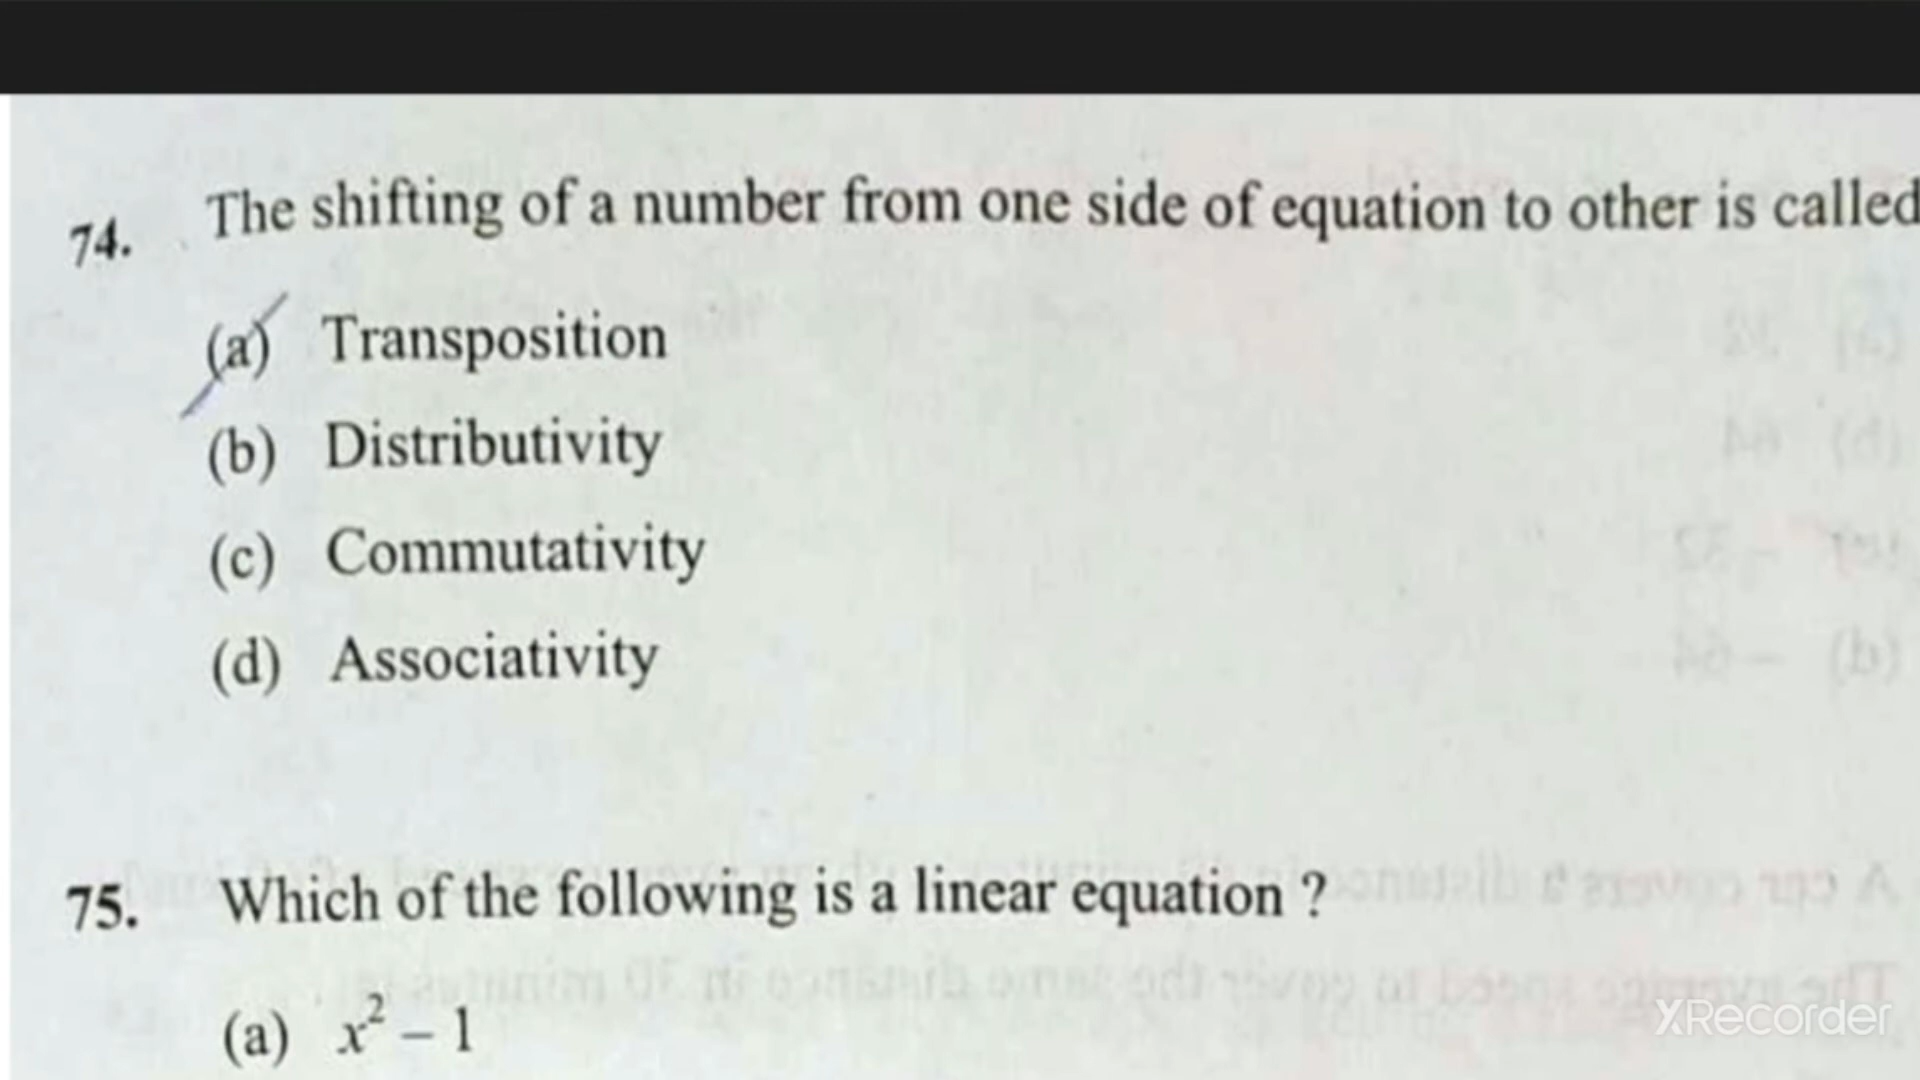 74. The shifting of a number from one side of equation to other is called
(a) Transposition
(b) Distributivity
(c) Commutativity
(d) Associativity
75. Which of the following is a linear equation ?
(a) x² – 1
XRecorder